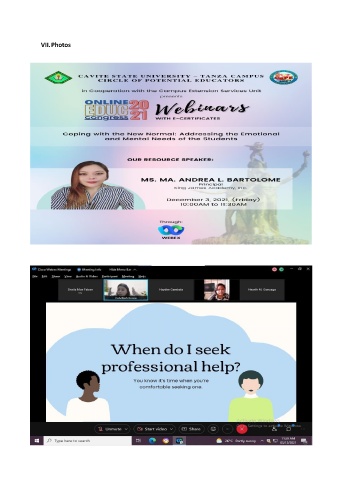 VII.Photos
CAVITE STATE UNIVERSITY - TANZA CAMPUS
CIRCLE OF POTENTIAL EDUCATORS
In Cooperation with the Campus Extension Services Unit
presents
ONLINE
EDUC
congress
2021
Webinars
WITH E-CERTIFICATES
Coping with the New Normal: Addressing the Emotional
and Mental Needs of the Students
OUR RESOURCE SPEAKER:
MS. MA. ANDREA L. BARTOLOME
Principal
King James Academy, Inc.
December 3, 2021, (Friday)
10:00AM to 11:30AM
Through
WEBEX
Cisco Webex Meetings
Meeting Info
Hide Menu Bar
File Edit Share View Audio & Video Participant Meeting Help
When do I seek
professional help?
You know it's time when you're
comfortable seeking one.
Unmute
Start video
Share
Type here to search
26°C Partly sunny